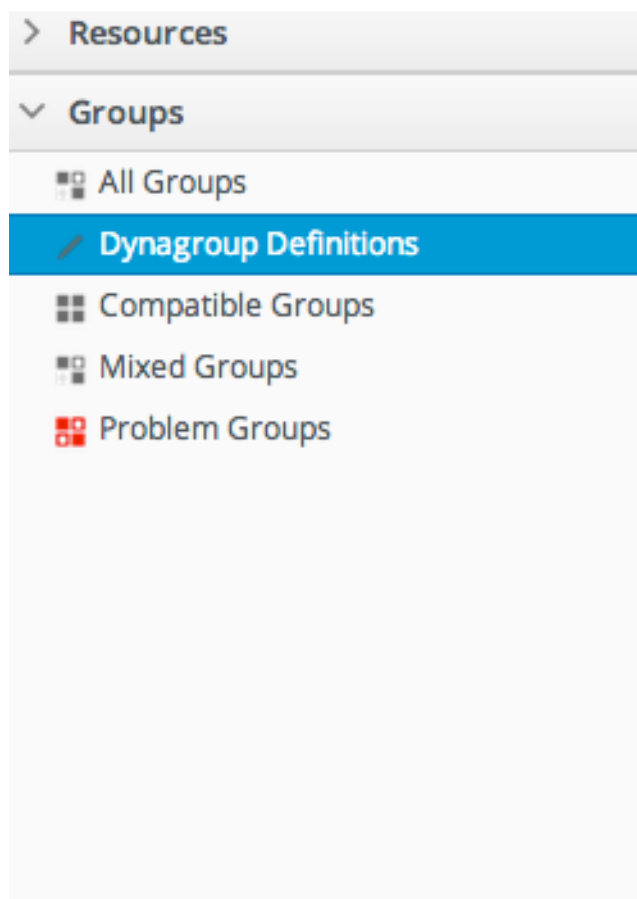 Resources
Groups
All Groups
Dynagroup Definitions
Compatible Groups
Mixed Groups
Problem Groups